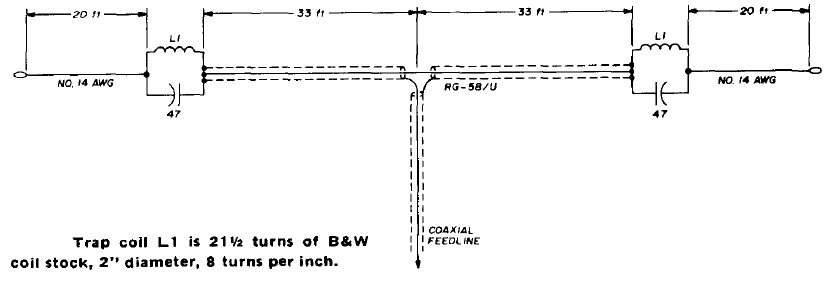 20 ft
33 ft
33 ft
20 ft
L1
L1
NO. 14 AWG
47
RG-58/U
47
NO. 14 AWG
COAXIAL
FEEDLINE
Trap coil L1 is 21½ turns of B&W
coil stock, 2" diameter, 8 turns per inch.